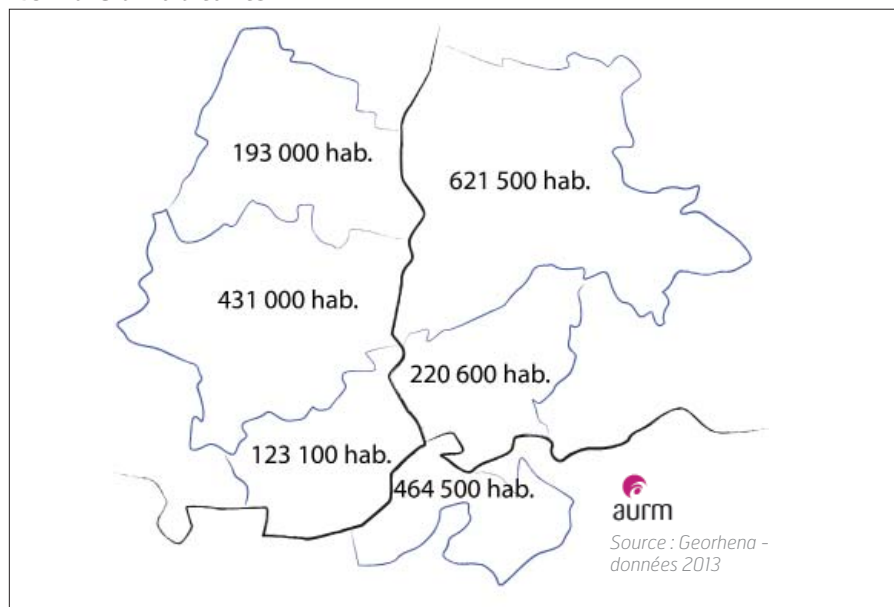 193 000 hab.
621 500 hab.
431 000 hab.
220 600 hab.
123 100 hab.
464 500 hab.
aurm
Source : Georhena -
données 2013